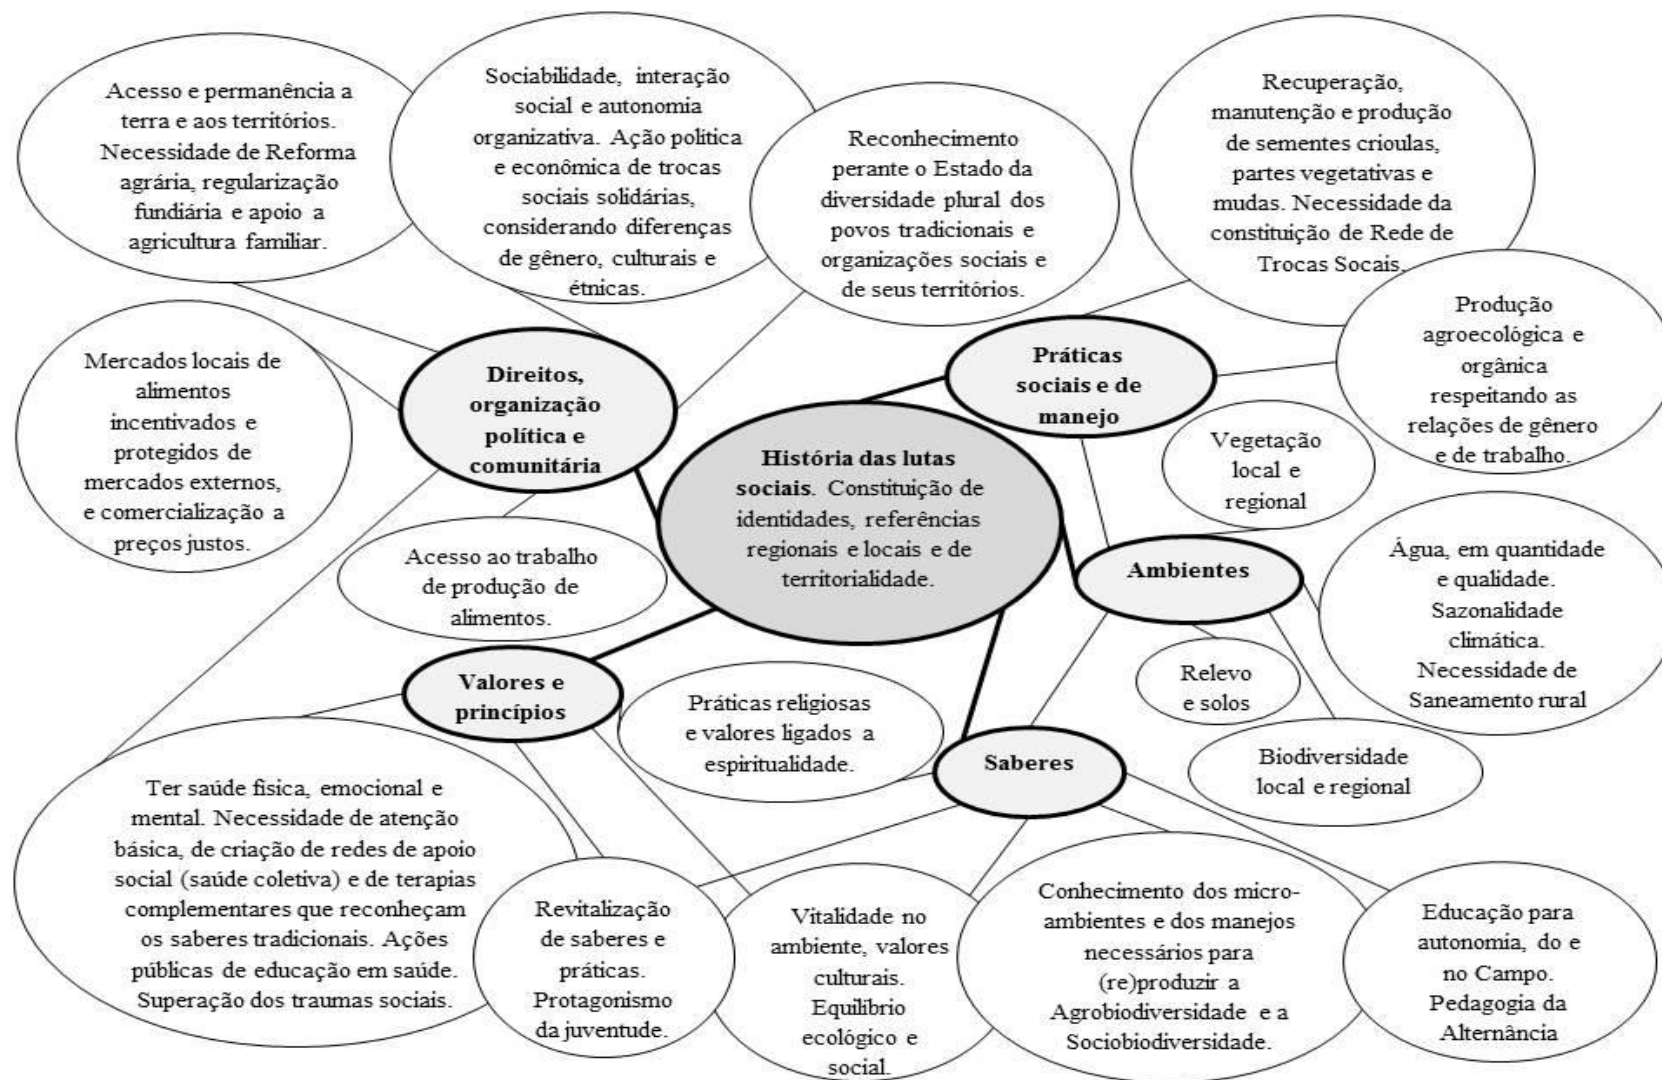 Acesso e permanência a
terra e aos territórios.
Necessidade de Reforma
agrária, regularização
fundiária e apoio a
agricultura familiar.
Sociabilidade, interação
social e autonomia
organizativa. Ação política
e econômica de trocas
sociais solidárias,
considerando diferenças
de gênero, culturais e
étnicas.
Reconhecimento
perante o Estado da
diversidade plural dos
povos tradicionais e
organizações sociais e
de seus territórios.
Recuperação,
manutenção e produção
de sementes crioulas,
partes vegetativas e
mudas. Necessidade da
constituição de Rede de
Trocas Socais.
Produção
agroecológica e
orgânica
respeitando as
relações de gênero
e de trabalho.
Mercados locais de
alimentos
incentivados e
protegidos de
mercados externos,
e comercialização a
preços justos.
Direitos,
organização
política e
comunitária
Práticas
sociais e de
manejo
Vegetação
local e
regional
História das lutas
sociais. Constituição de
identidades, referências
regionais e locais e de
territorialidade.
Acesso ao trabalho
de produção de
alimentos.
Ambientes
Água, em quantidade
e qualidade.
Sazonalidade
climática.
Necessidade de
Saneamento rural
Valores e
princípios
Práticas religiosas
e valores ligados a
espiritualidade.
Relevo
e solos
Saberes
Biodiversidade
local e regional
Ter saúde física, emocional e
mental. Necessidade de atenção
básica, de criação de redes de apoio
social (saúde coletiva) e de terapias
complementares que reconheçam
os saberes tradicionais. Ações
públicas de educação em saúde.
Superação dos traumas sociais.
Revitalização
de saberes e
práticas.
Protagonismo
da juventude.
Vitalidade no
ambiente, valores
culturais.
Equilíbrio
ecológico e
social.
Conhecimento dos micro-
ambientes e dos manejos
necessários para
(re)produzir a
Agrobiodiversidade e a
Sociobiodiversidade.
Educação para
autonomia, do e
no Campo.
Pedagogia da
Alternância